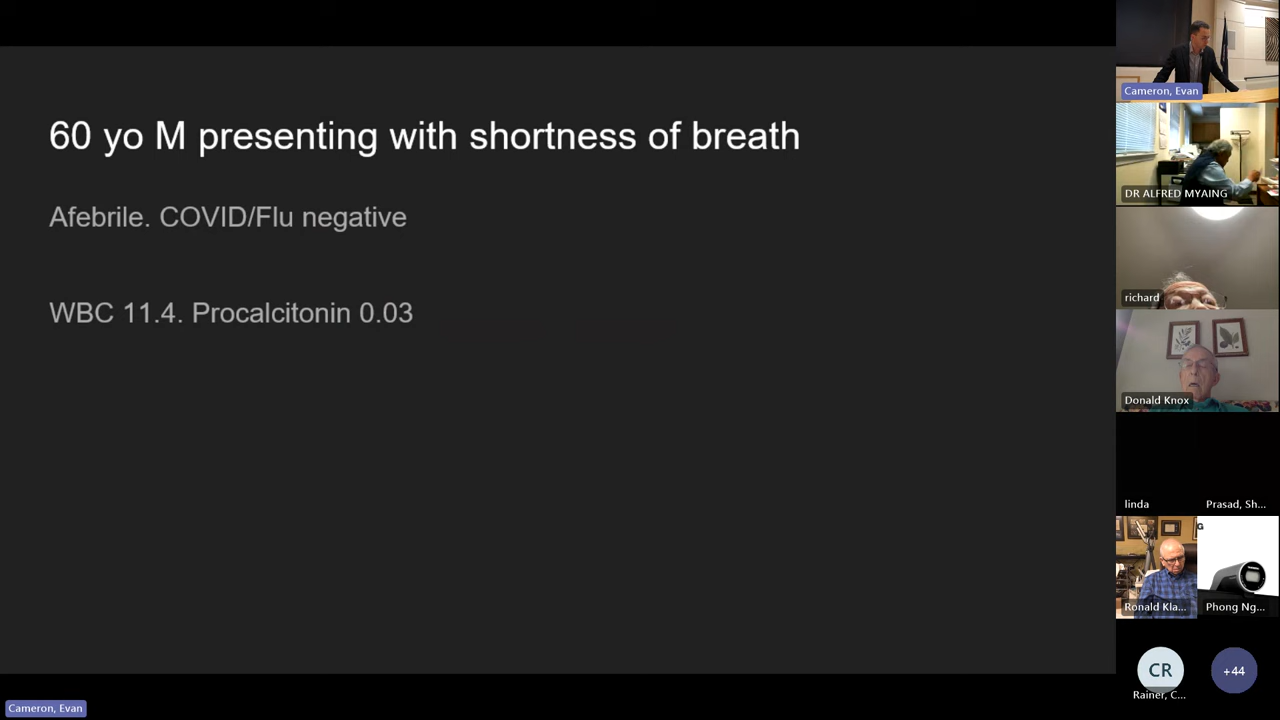 60 yo M presenting with shortness of breath
Afebrile. COVID/Flu negative
WBC 11.4. Procalcitonin 0.03
Cameron, Evan
Cameron, Evan
DR ALFRED MYAING
richard
Donald Knox
linda
Prasad, Sh...
Ronald Kla...
Phong Ng...
G
CR
Rainer, C...
+44